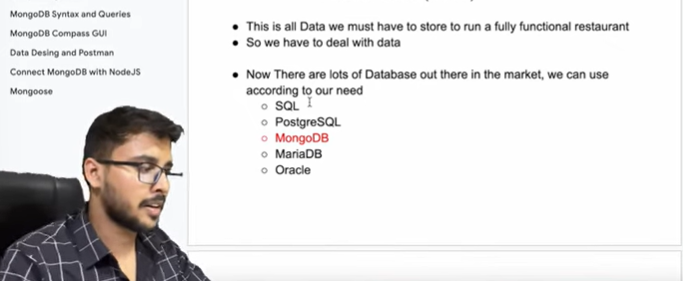 MongoDB Syntax and Queries
MongoDB Compass GUI
Data Desing and Postman
Connect MongoDB with NodeJS
Mongoose
• This is all Data we must have to store to run a fully functional restaurant
• So we have to deal with data
• Now There are lots of Database out there in the market, we can use
according to our need
○ SQL
○ PostgreSQL
○ MongoDB
○ MariaDB
○ Oracle